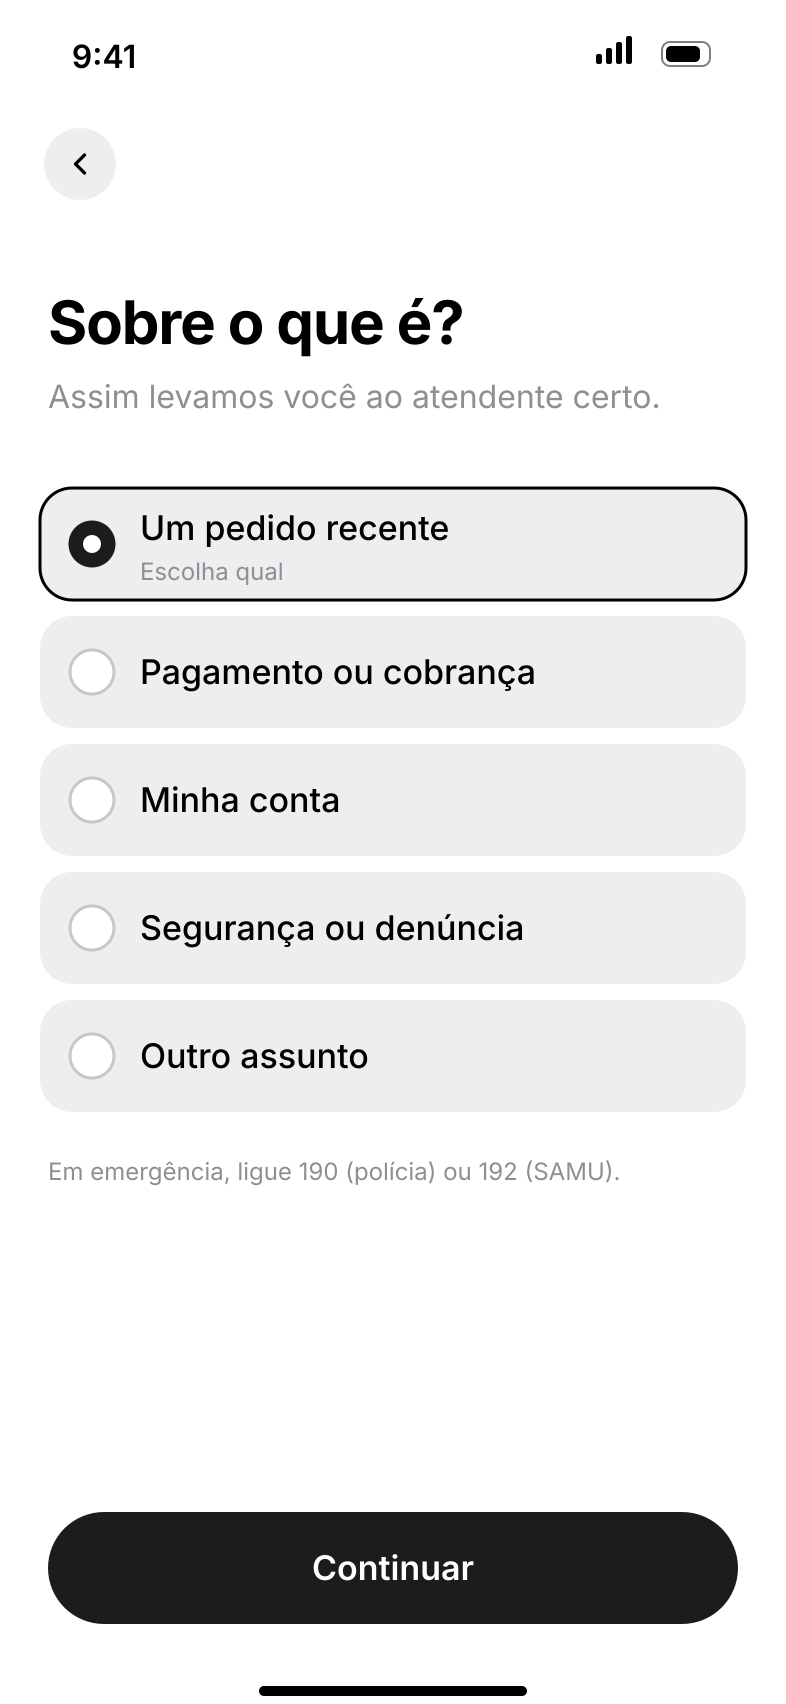 9:41
Sobre o que é?
Assim levamos você ao atendente certo.
Um pedido recente
Escolha qual
Pagamento ou cobrança
Minha conta
Segurança ou denúncia
Outro assunto
Em emergência, ligue 190 (polícia) ou 192 (SAMU).
Continuar